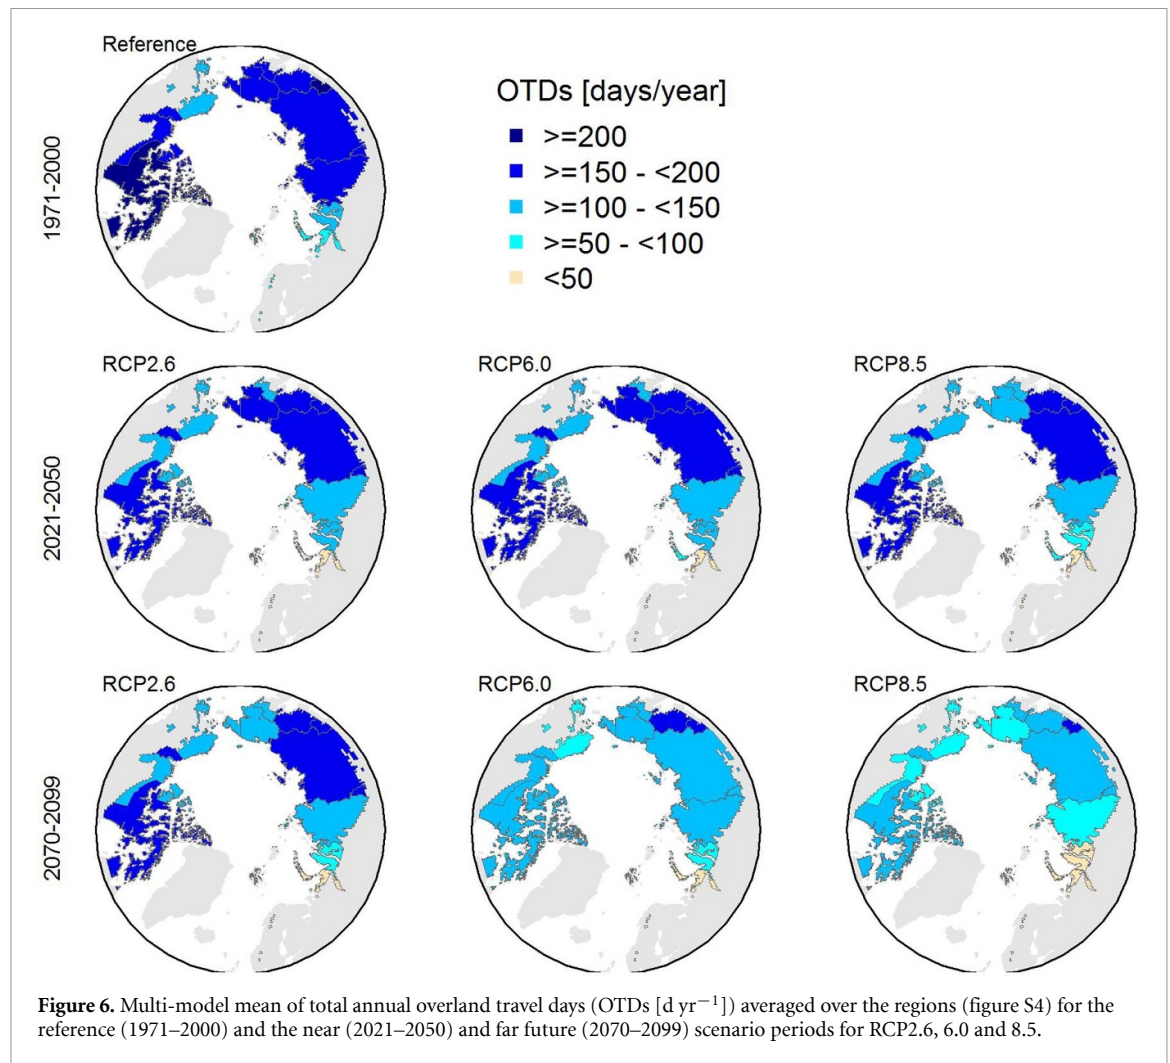 Reference
1971-2000
OTDs [days/year]
>=200
>=150 - <200
>=100 - <150
>=50 - <100
<50
2021-2050
RCP2.6
RCP6.0
RCP8.5
2070-2099
RCP2.6
RCP6.0
RCP8.5
Figure 6. Multi-model mean of total annual overland travel days (OTDs [d yr⁻¹]) averaged over the regions (figure S4) for the
reference (1971–2000) and the near (2021–2050) and far future (2070–2099) scenario periods for RCP2.6, 6.0 and 8.5.